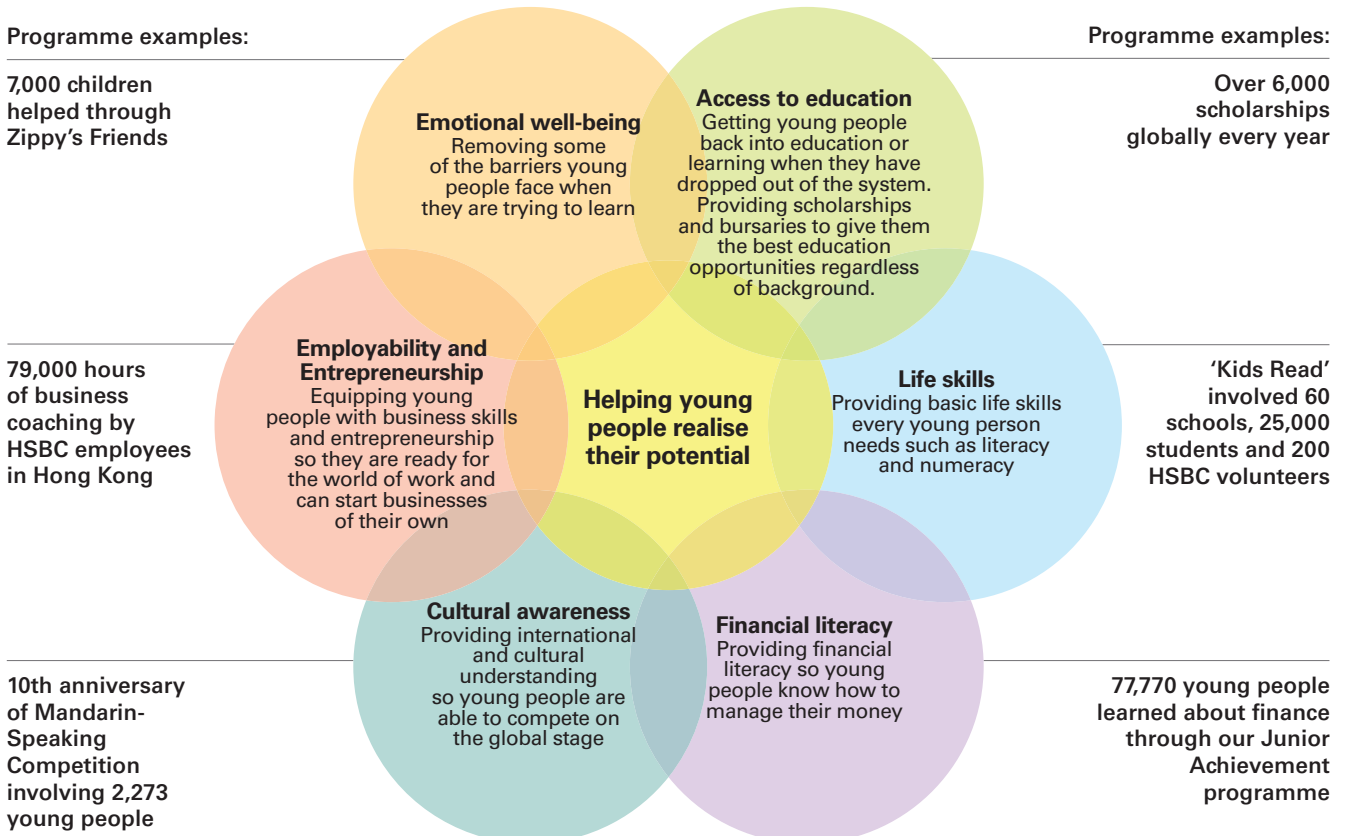 Programme examples:
7,000 children
helped through
Zippy's Friends
79,000 hours
of business
coaching by
HSBC employees
in Hong Kong
10th anniversary
of Mandarin-
Speaking
Competition
involving 2,273
young people
Emotional well-being
Removing some
of the barriers young
people face when
they are trying to learn
Access to education
Getting young people
back into education or
learning when they have
dropped out of the system.
Providing scholarships
and bursaries to give them
the best education
opportunities regardless
of background.
Employability and
Entrepreneurship
Equipping young
people with business skills
and entrepreneurship
so they are ready for
the world of work and
can start businesses
of their own
Helping young
people realise
their potential
Life skills
Providing basic life skills
every young person
needs such as literacy
and numeracy
Cultural awareness
Providing international
and cultural
understanding
so young people are
able to compete on
the global stage
Financial literacy
Providing financial
literacy so young
people know how to
manage their money
Programme examples:
Over 6,000
scholarships
globally every year
'Kids Read'
involved 60
schools, 25,000
students and 200
HSBC volunteers
77,770 young people
learned about finance
through our Junior
Achievement
programme